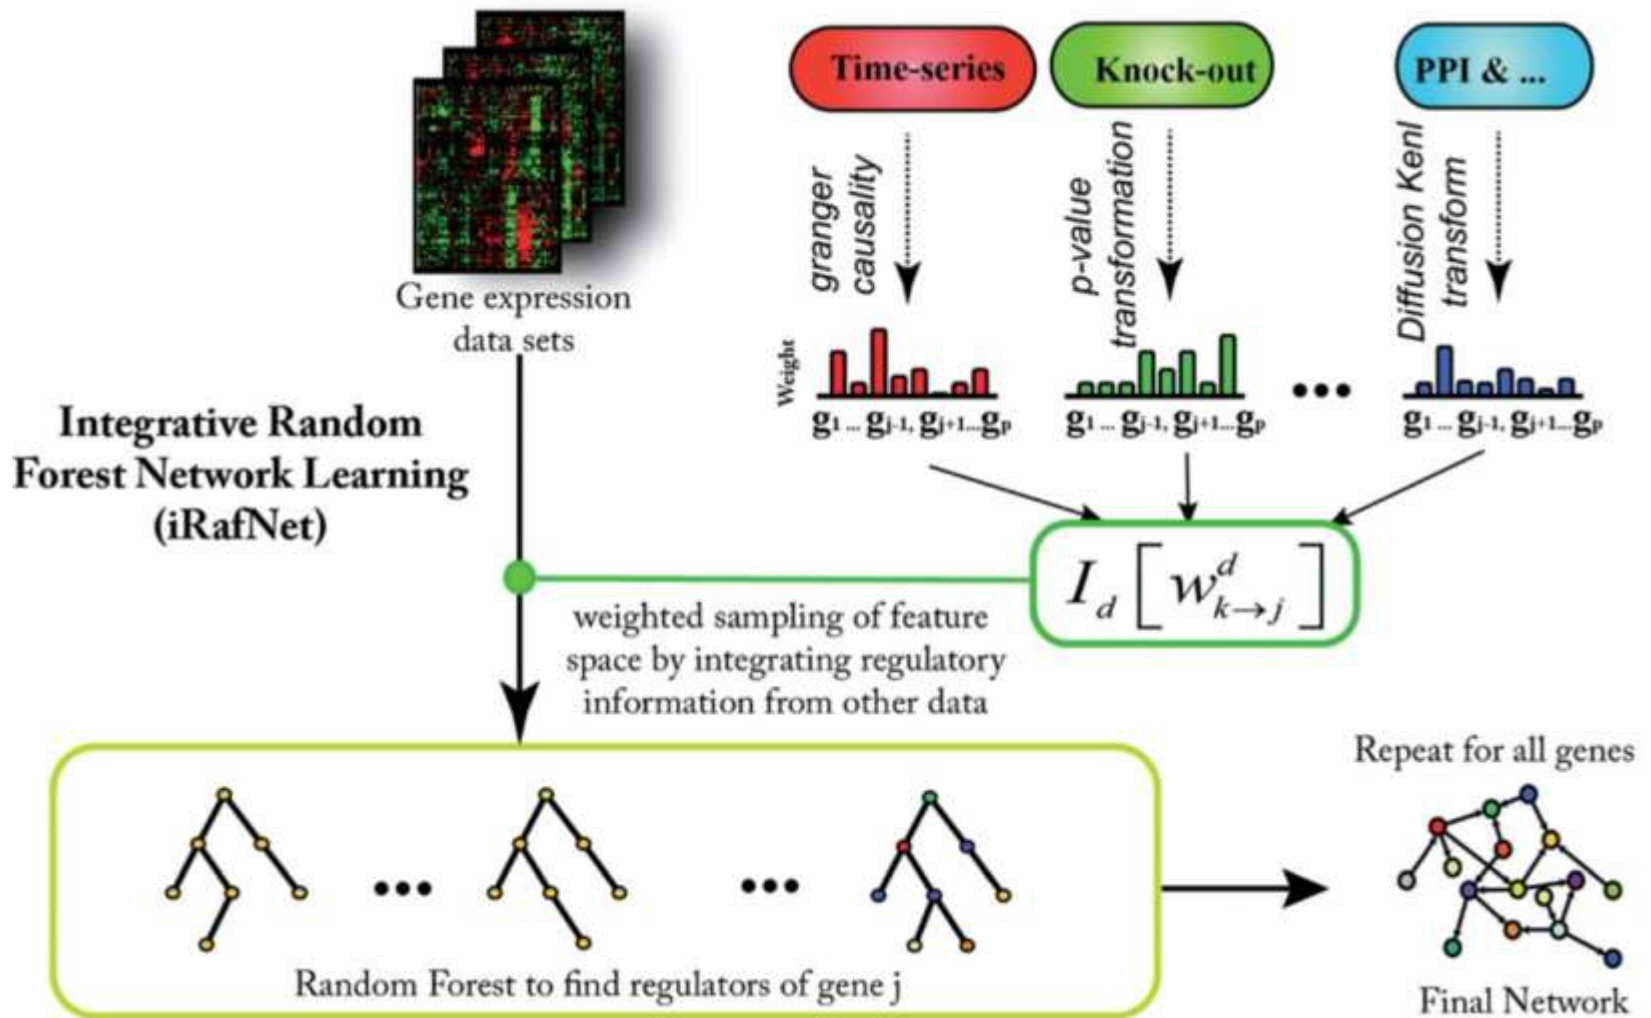 Time-series
Knock-out
PPI & ...
granger
causality
p-value
transformation
Diffusion Kenl
transform
Gene expression
data sets
Weight
g1 ... gj-1, gj+1...gp
g1 ... gj-1, gj+1...gp
g1 ... gj-1, gj+1...gp
Integrative Random
Forest Network Learning
(iRafNet)
I_d [ w^d_{k→j} ]
weighted sampling of feature
space by integrating regulatory
information from other data
Repeat for all genes
Random Forest to find regulators of gene j
Final Network